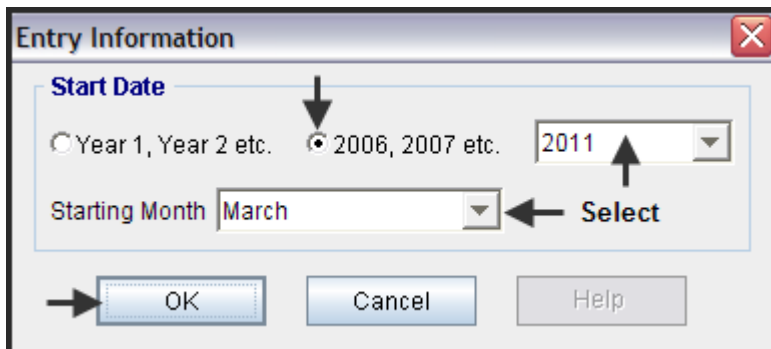 Entry Information
Start Date
Year 1, Year 2 etc. 2006, 2007 etc. 2011
Starting Month March Select
OK Cancel Help